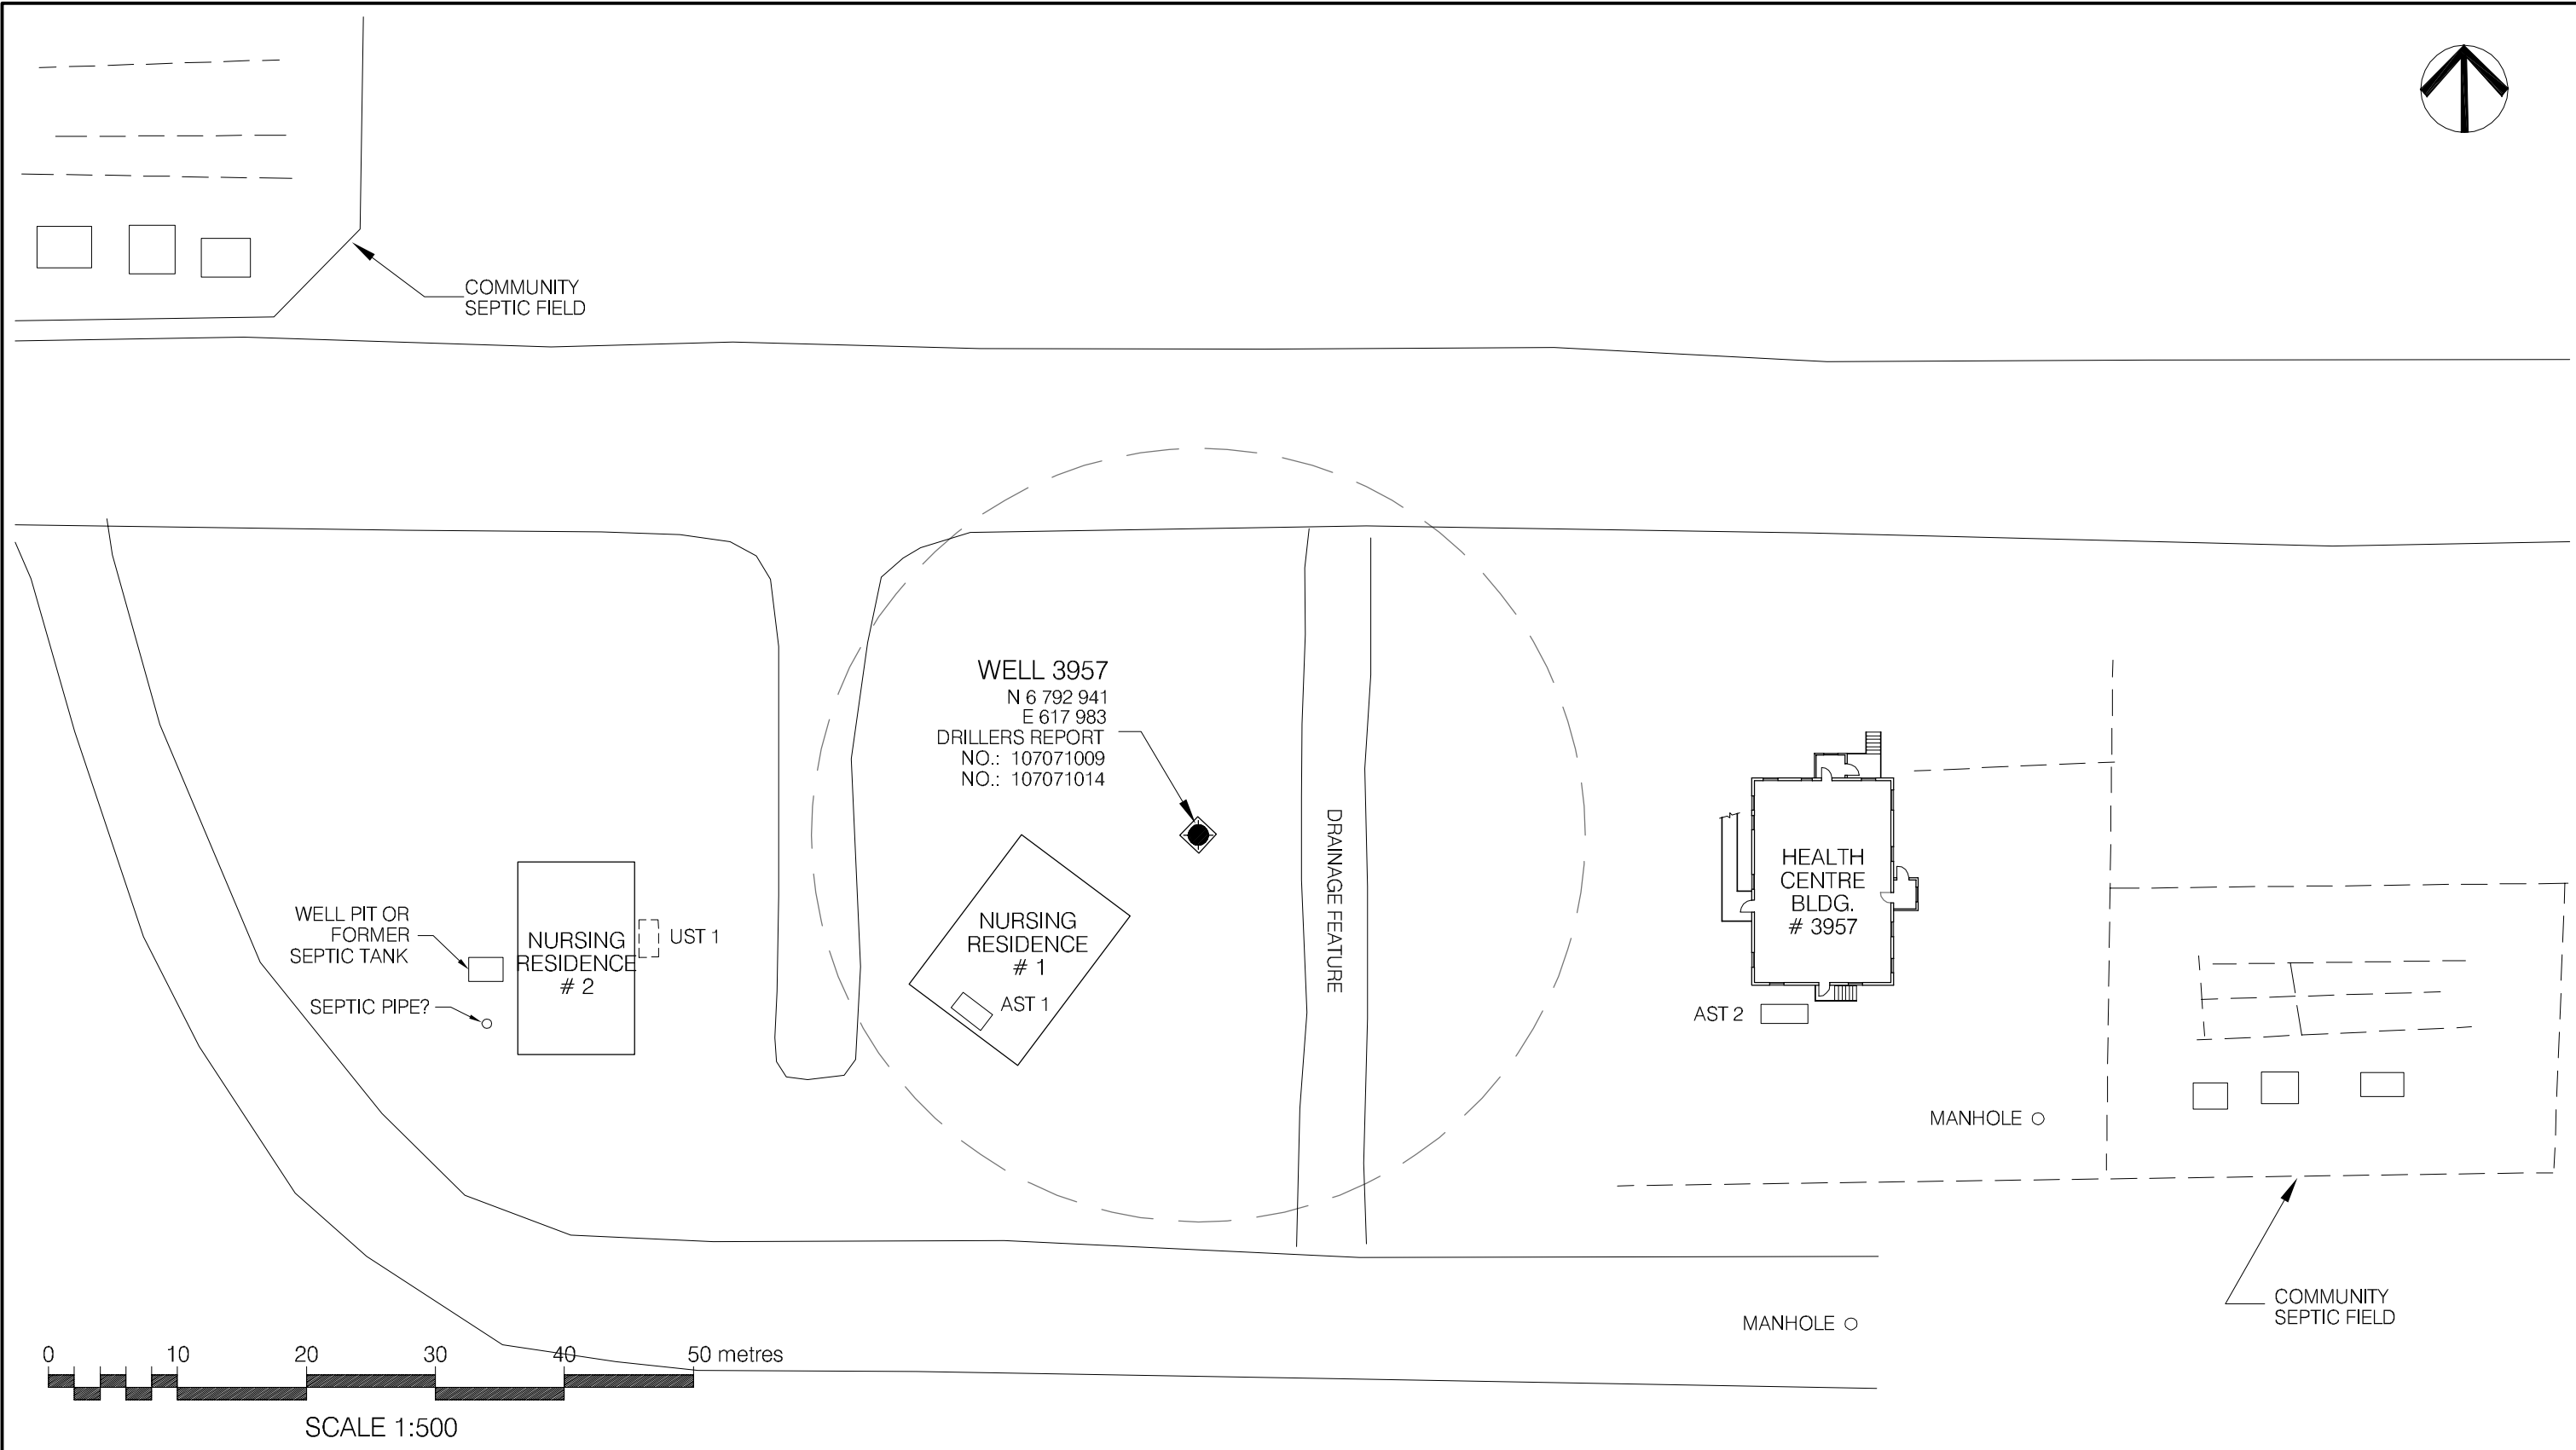 COMMUNITY
SEPTIC FIELD
WELL 3957
N 6 792 941
E 617 983
DRILLERS REPORT
NO.: 107071009
NO.: 107071014
DRAINAGE FEATURE
HEALTH
CENTRE
BLDG.
# 3957
WELL PIT OR
FORMER
SEPTIC TANK
SEPTIC PIPE?
NURSING
RESIDENCE
# 2
UST 1
NURSING
RESIDENCE
# 1
AST 1
AST 2
MANHOLE
COMMUNITY
SEPTIC FIELD
MANHOLE
0 10 20 30 40 50 metres
SCALE 1:500